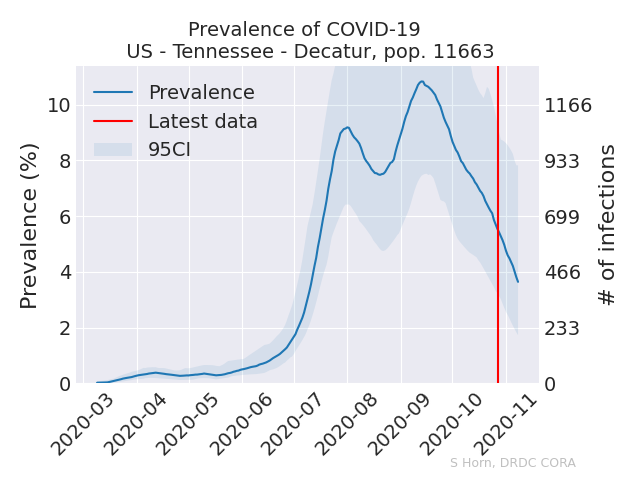 Prevalence of COVID-19
US - Tennessee - Decatur, pop. 11663
Prevalence
Latest data
95CI
Prevalence (%)
10
8
6
4
2
0
1166
933
699
466
233
0
# of infections
2020-03
2020-04
2020-05
2020-06
2020-07
2020-08
2020-09
2020-10
2020-11
S Horn, DRDC CORA